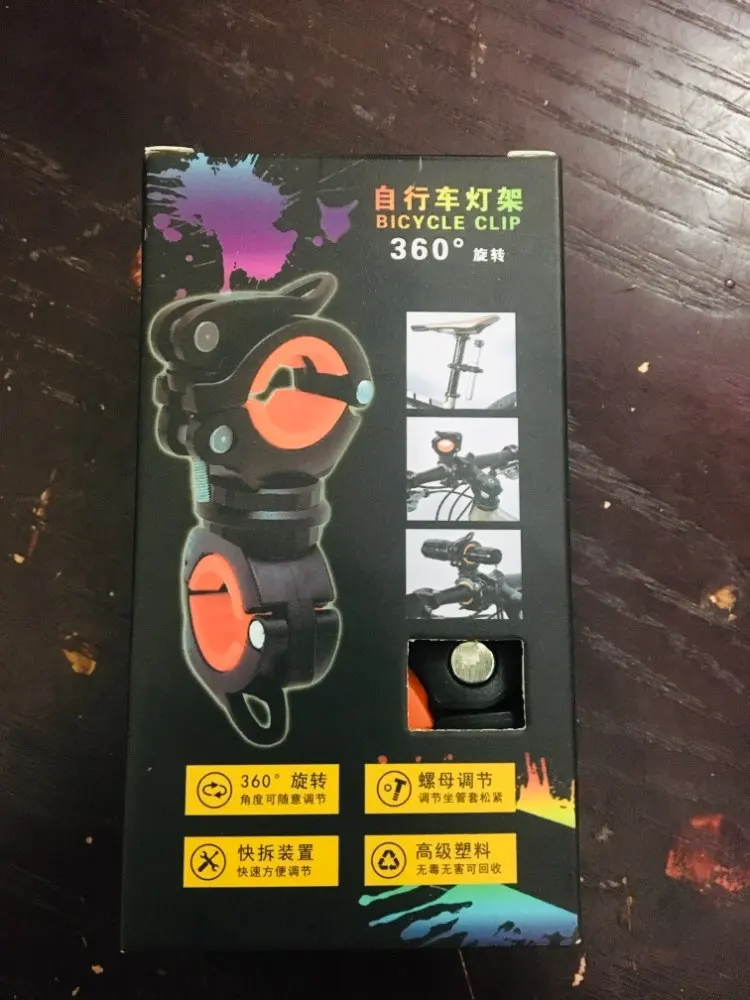 自行车灯架
BICYCLE CLIP
360° 旋转
360°旋转
角度可随意调节
螺母调节
调节坐管套松紧
快拆装置
快速方便调节
高级塑料
无毒无害可回收